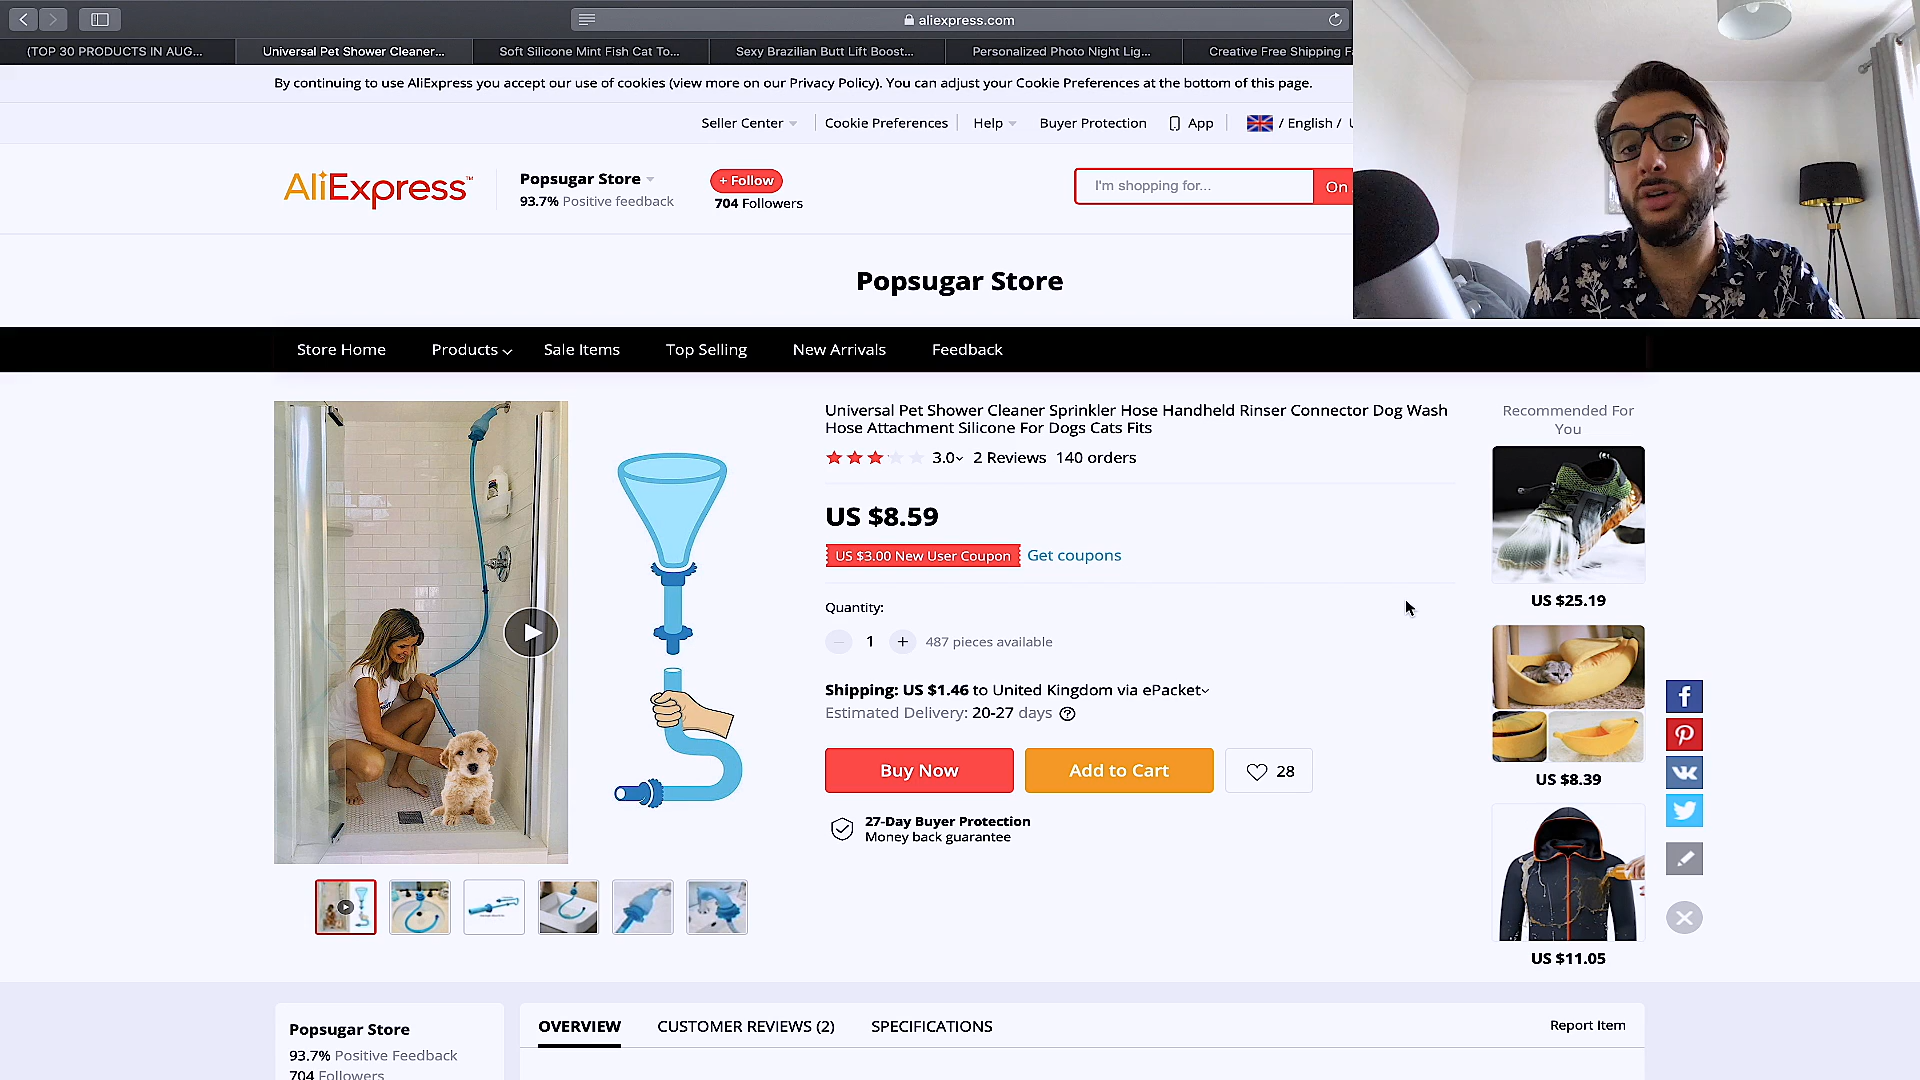 aliexpress.com
(TOP 30 PRODUCTS IN AUG...
Universal Pet Shower Cleaner...
Soft Silicone Mint Fish Cat To...
Sexy Brazilian Butt Lift Boost...
Personalized Photo Night Lig...
Creative Free Shipping Fa
By continuing to use AliExpress you accept our use of cookies (view more on our Privacy Policy). You can adjust your Cookie Preferences at the bottom of this page.
Seller Center
Cookie Preferences
Help
Buyer Protection
App
/ English /
AliExpress™
Popsugar Store
93.7% Positive feedback
+ Follow
704 Followers
I'm shopping for...
On
Popsugar Store
Store Home
Products
Sale Items
Top Selling
New Arrivals
Feedback
Universal Pet Shower Cleaner Sprinkler Hose Handheld Rinser Connector Dog Wash
Hose Attachment Silicone For Dogs Cats Fits
3.0 2 Reviews 140 orders
US $8.59
US $3.00 New User Coupon Get coupons
Quantity:
1 + 487 pieces available
Shipping: US $1.46 to United Kingdom via ePacket
Estimated Delivery: 20-27 days
Buy Now
Add to Cart
28
27-Day Buyer Protection
Money back guarantee
Recommended For
You
US $25.19
US $8.39
US $11.05
Popsugar Store
93.7% Positive Feedback
704 Followers
OVERVIEW
CUSTOMER REVIEWS (2)
SPECIFICATIONS
Report Item